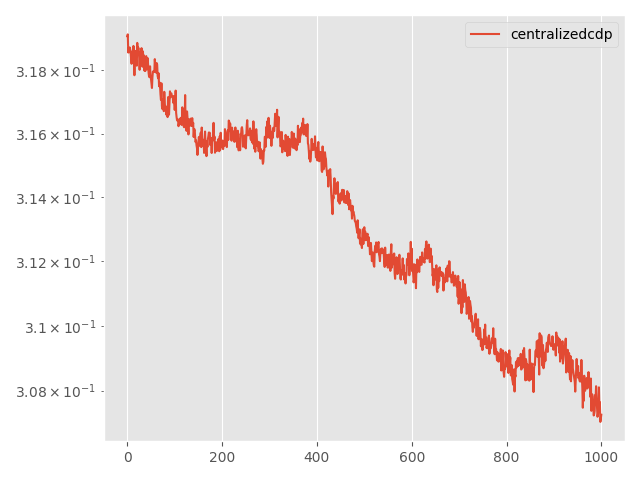 centralizedcdp
3.18 × 10⁻¹
3.16 × 10⁻¹
3.14 × 10⁻¹
3.12 × 10⁻¹
3.1 × 10⁻¹
3.08 × 10⁻¹
0 200 400 600 800 1000